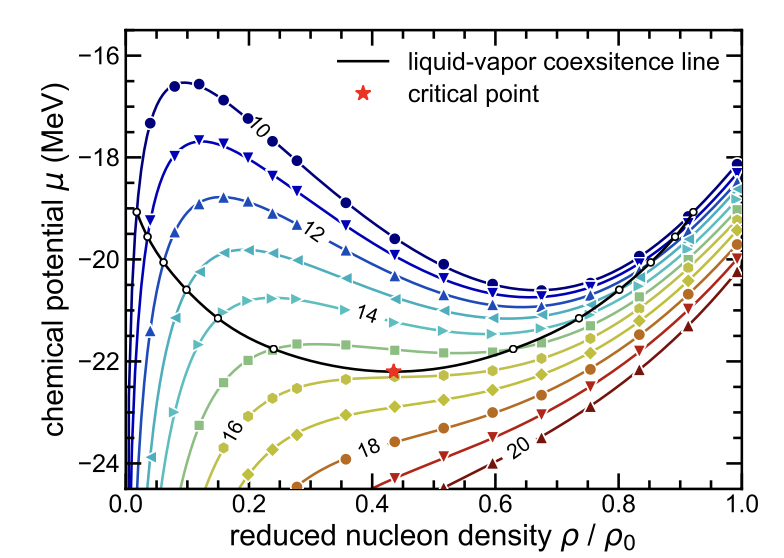 liquid-vapor coexsitence line
critical point
chemical potential μ (MeV)
−16
−18
−20
−22
−24
10
12
14
16
18
20
0.0 0.2 0.4 0.6 0.8 1.0
reduced nucleon density ρ / ρ₀